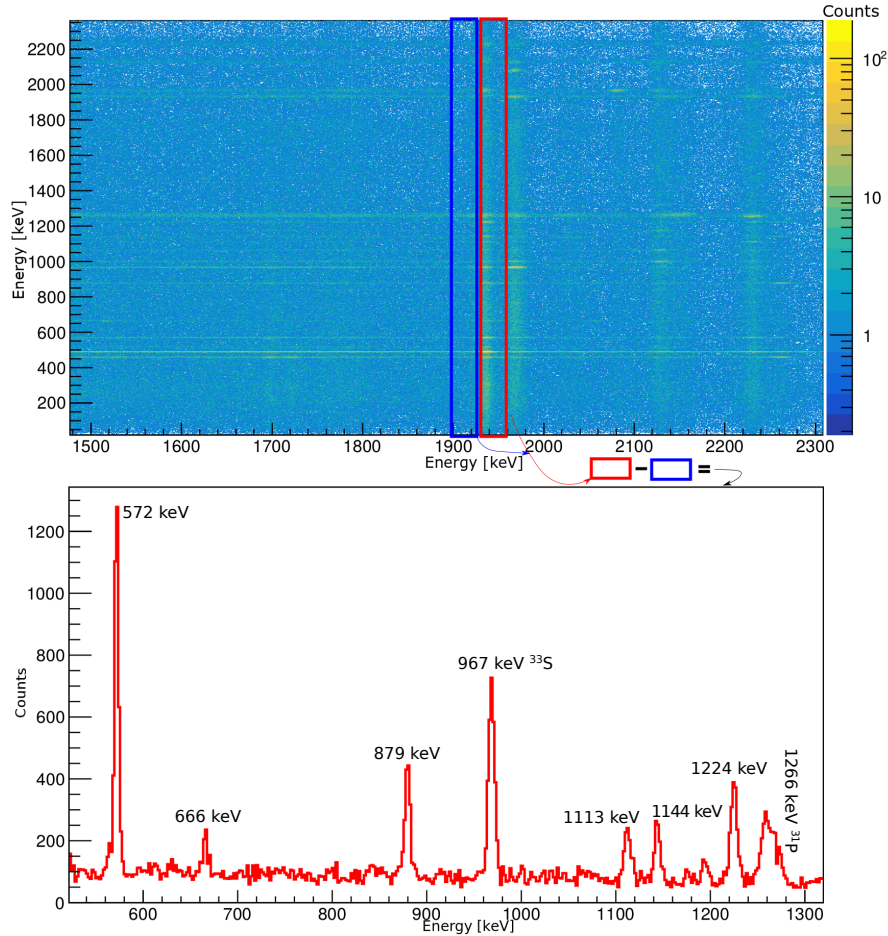 Counts
2200
2000
1800
1600
1400
1200
1000
800
600
400
200
Energy [keV]
10²
10
1
1500 1600 1700 1800 1900 2000 2100 2200 2300
Energy [keV]
− =
1200
1000
800
600
400
200
0
Counts
572 keV
666 keV
879 keV
967 keV ³³S
1113 keV
1144 keV
1224 keV
1266 keV ³¹P
600 700 800 900 1000 1100 1200 1300
Energy [keV]